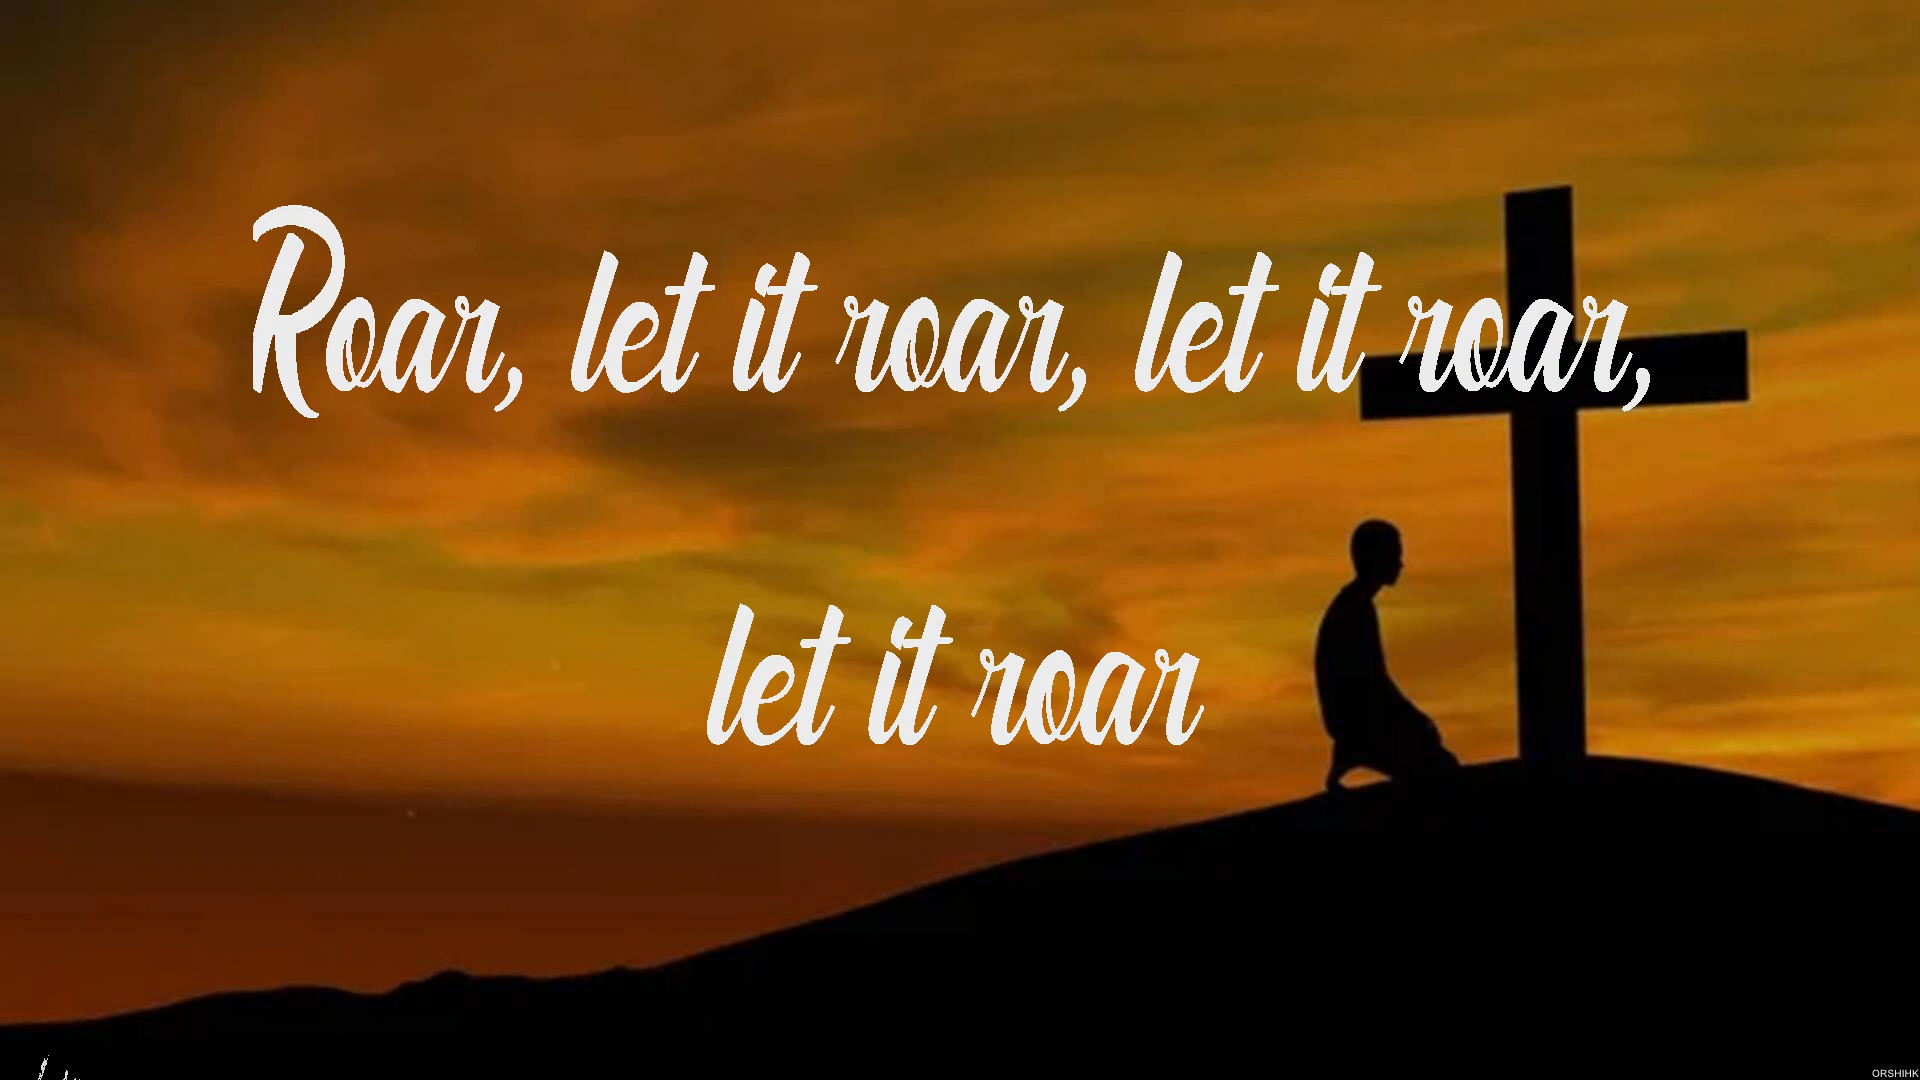 Roar, let it roar, let it roar,
let it roar
ORSHIHK